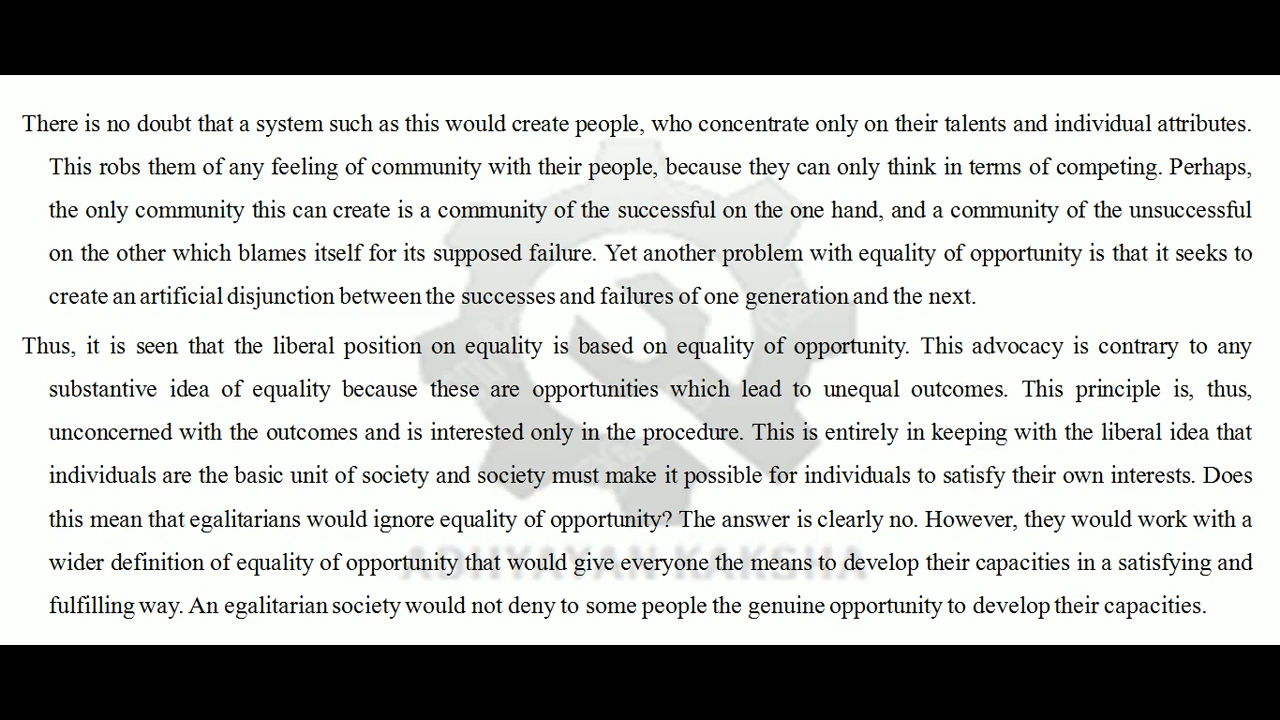 There is no doubt that a system such as this would create people, who concentrate only on their talents and individual attributes.
This robs them of any feeling of community with their people, because they can only think in terms of competing. Perhaps,
the only community this can create is a community of the successful on the one hand, and a community of the unsuccessful
on the other which blames itself for its supposed failure. Yet another problem with equality of opportunity is that it seeks to
create an artificial disjunction between the successes and failures of one generation and the next.
Thus, it is seen that the liberal position on equality is based on equality of opportunity. This advocacy is contrary to any
substantive idea of equality because these are opportunities which lead to unequal outcomes. This principle is, thus,
unconcerned with the outcomes and is interested only in the procedure. This is entirely in keeping with the liberal idea that
individuals are the basic unit of society and society must make it possible for individuals to satisfy their own interests. Does
this mean that egalitarians would ignore equality of opportunity? The answer is clearly no. However, they would work with a
wider definition of equality of opportunity that would give everyone the means to develop their capacities in a satisfying and
ADHYAYAN KAKSHA
fulfilling way. An egalitarian society would not deny to some people the genuine opportunity to develop their capacities.